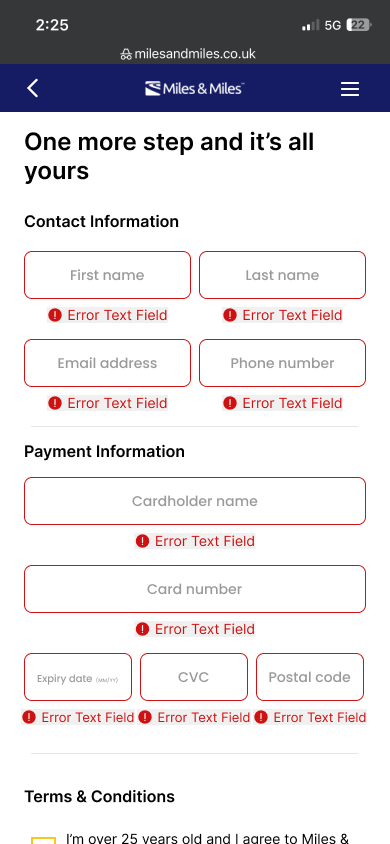 2:25
5G 22
milesandmiles.co.uk
Miles & Miles
One more step and it's all
yours
Contact Information
First name Last name
Error Text Field Error Text Field
Email address Phone number
Error Text Field Error Text Field
Payment Information
Cardholder name
Error Text Field
Card number
Error Text Field
Expiry date (MM/YY) CVC Postal code
Error Text Field Error Text Field Error Text Field
Terms & Conditions
I'm over 25 years old and I agree to Miles &